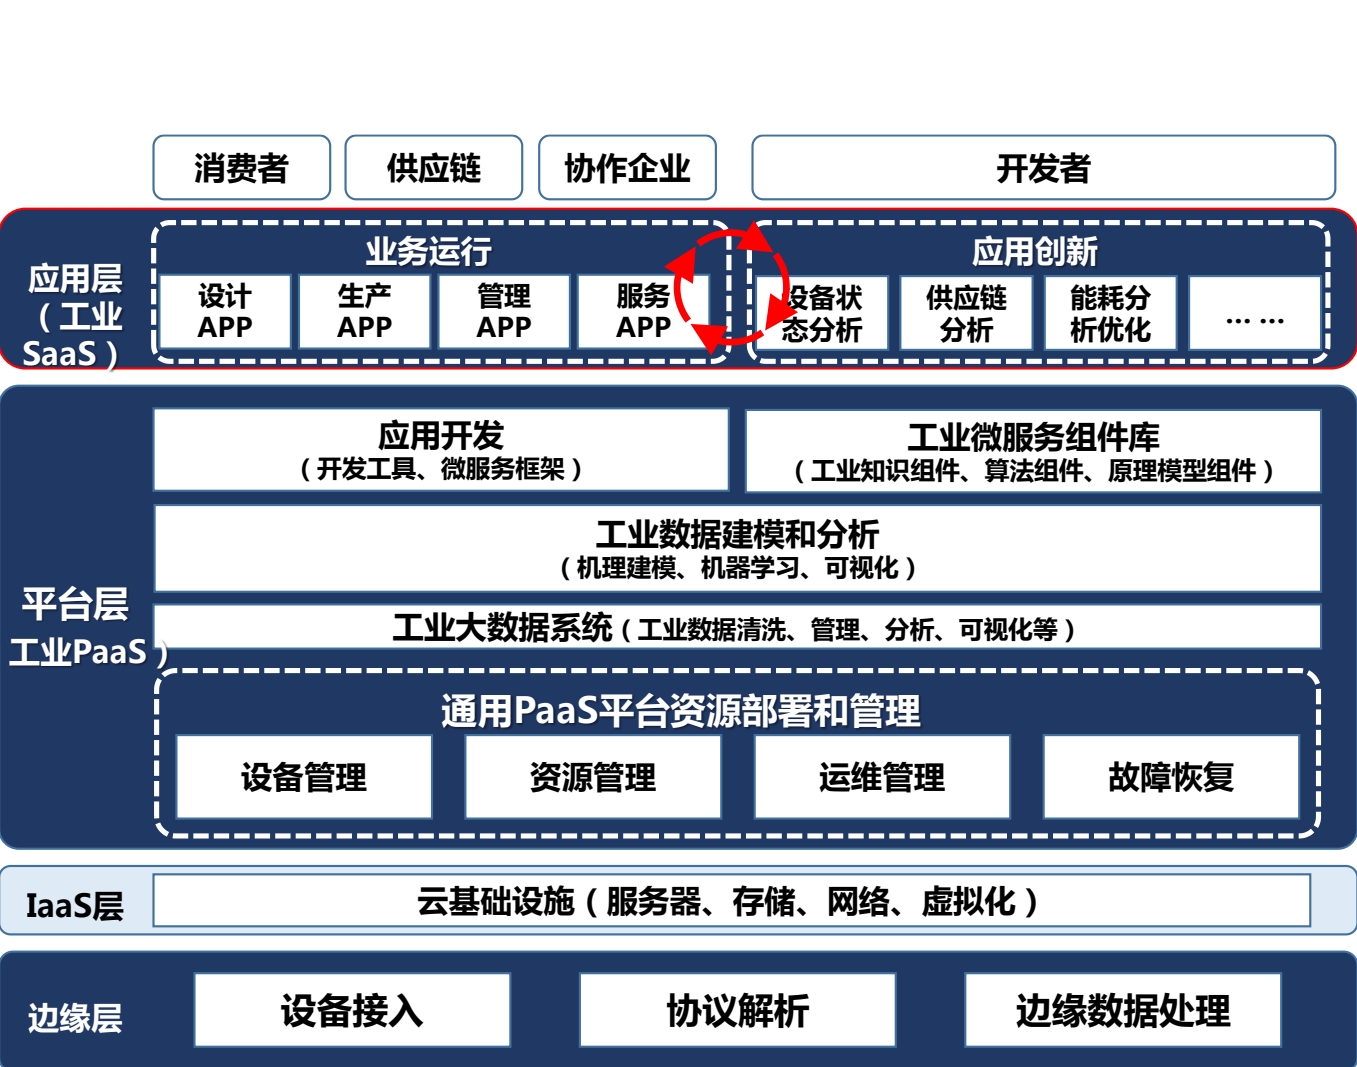 消费者
供应链
协作企业
开发者
应用层
（工业
SaaS）
业务运行
设计
APP
生产
APP
管理
APP
服务
APP
应用创新
设备状
态分析
供应链
分析
能耗分
析优化
... ...
平台层
工业PaaS）
应用开发
（开发工具、微服务框架）
工业微服务组件库
（工业知识组件、算法组件、原理模型组件）
工业数据建模和分析
（机理建模、机器学习、可视化）
工业大数据系统（工业数据清洗、管理、分析、可视化等）
通用PaaS平台资源部署和管理
设备管理
资源管理
运维管理
故障恢复
IaaS层
云基础设施（服务器、存储、网络、虚拟化）
边缘层
设备接入
协议解析
边缘数据处理